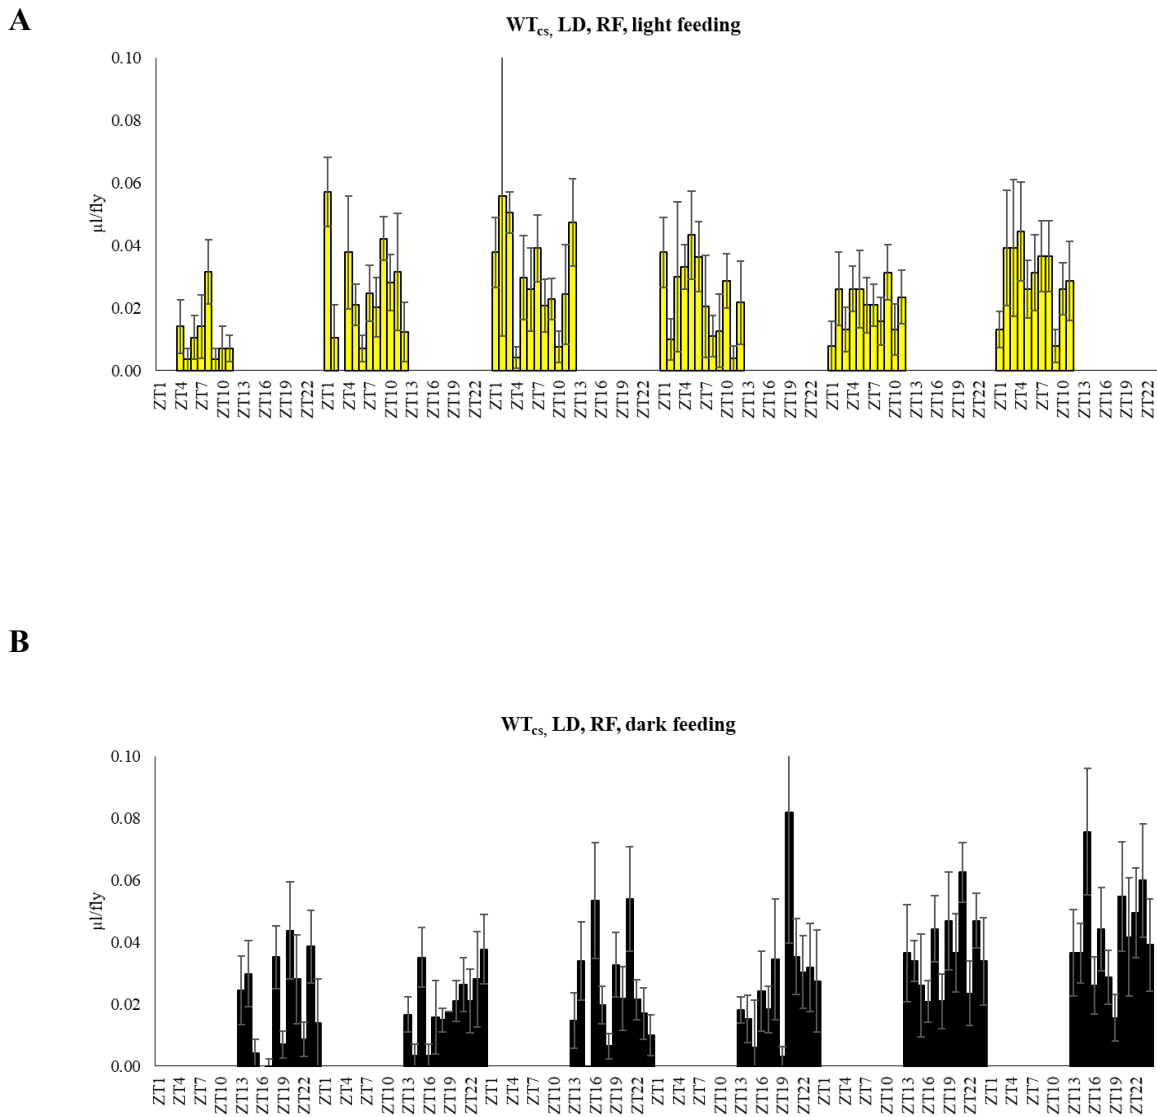 A
WTcs, LD, RF, light feeding
0.10
0.08
0.06
0.04
0.02
0.00
µl/fly
ZT1 ZT4 ZT7 ZT10 ZT13 ZT16 ZT19 ZT22 ZT1 ZT4 ZT7 ZT10 ZT13 ZT16 ZT19 ZT22 ZT1 ZT4 ZT7 ZT10 ZT13 ZT16 ZT19 ZT22 ZT1 ZT4 ZT7 ZT10 ZT13 ZT16 ZT19 ZT22 ZT1 ZT4 ZT7 ZT10 ZT13 ZT16 ZT19 ZT22 ZT1 ZT4 ZT7 ZT10 ZT13 ZT16 ZT19 ZT22
B
WTcs, LD, RF, dark feeding
0.10
0.08
0.06
0.04
0.02
0.00
µl/fly
ZT1 ZT4 ZT7 ZT10 ZT13 ZT16 ZT19 ZT22 ZT1 ZT4 ZT7 ZT10 ZT13 ZT16 ZT19 ZT22 ZT1 ZT4 ZT7 ZT10 ZT13 ZT16 ZT19 ZT22 ZT1 ZT4 ZT7 ZT10 ZT13 ZT16 ZT19 ZT22 ZT1 ZT4 ZT7 ZT10 ZT13 ZT16 ZT19 ZT22 ZT1 ZT4 ZT7 ZT10 ZT13 ZT16 ZT19 ZT22